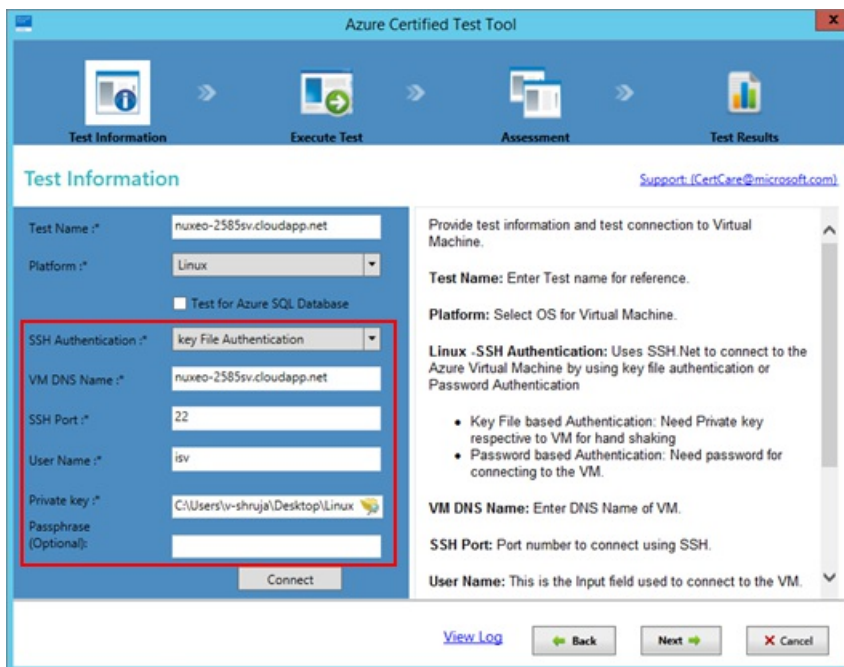 Azure Certified Test Tool
x
Test Information
Execute Test
Assessment
Test Results
Test Information
Support: (CertCare@microsoft.com)
Test Name :*
nuxeo-2585sv.cloudapp.net
Platform :*
Linux
Test for Azure SQL Database
SSH Authentication :*
key File Authentication
VM DNS Name :*
nuxeo-2585sv.cloudapp.net
SSH Port :*
22
User Name :*
isv
Private key :*
C:\Users\v-shruja\Desktop\Linux
Passphrase
(Optional):
Connect
Provide test information and test connection to Virtual
Machine.
Test Name: Enter Test name for reference.
Platform: Select OS for Virtual Machine.
Linux -SSH Authentication: Uses SSH.Net to connect to the
Azure Virtual Machine by using key file authentication or
Password Authentication
• Key File based Authentication: Need Private key
respective to VM for hand shaking
• Password based Authentication: Need password for
connecting to the VM.
VM DNS Name: Enter DNS Name of VM.
SSH Port: Port number to connect using SSH.
User Name: This is the Input field used to connect to the VM.
View Log
Back
Next
X Cancel